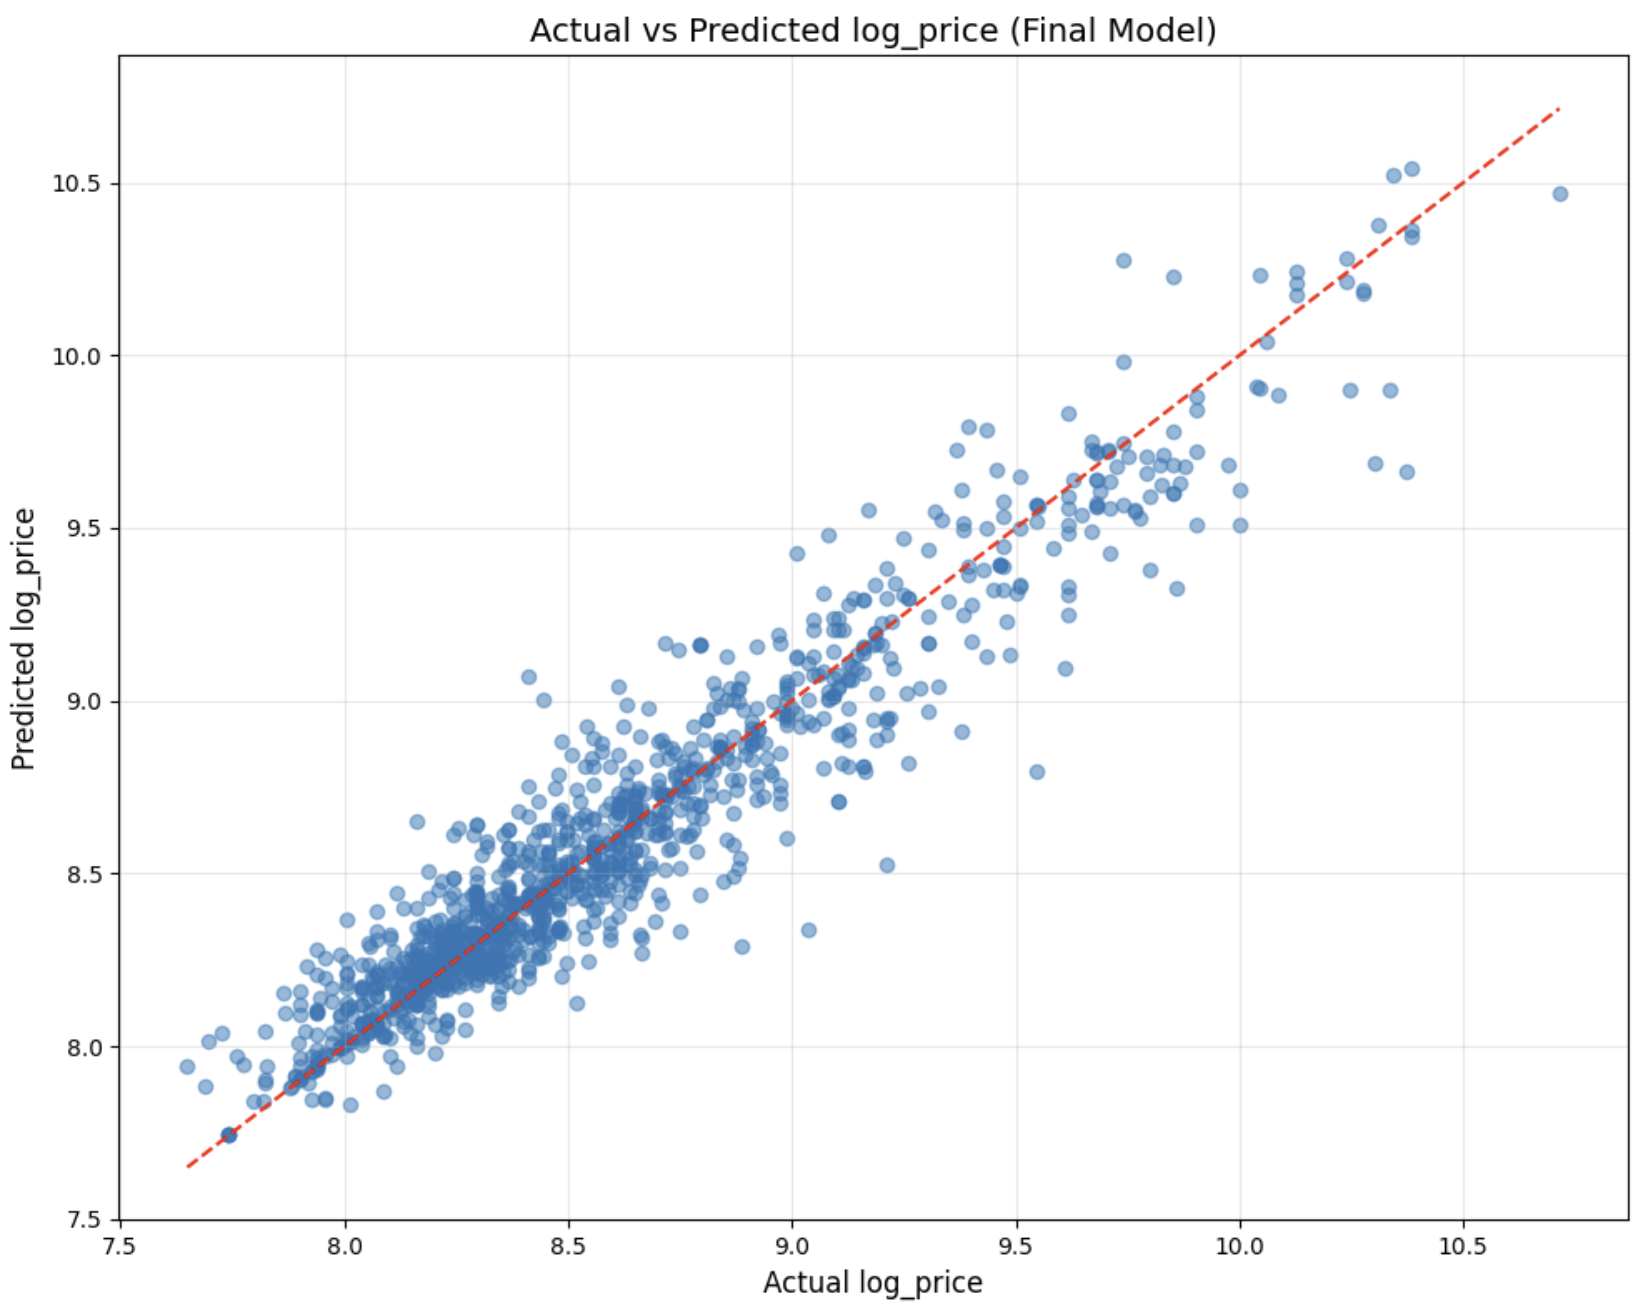 Actual vs Predicted log_price (Final Model)
Predicted log_price
10.5
10.0
9.5
9.0
8.5
8.0
7.5
7.5 8.0 8.5 9.0 9.5 10.0 10.5
Actual log_price